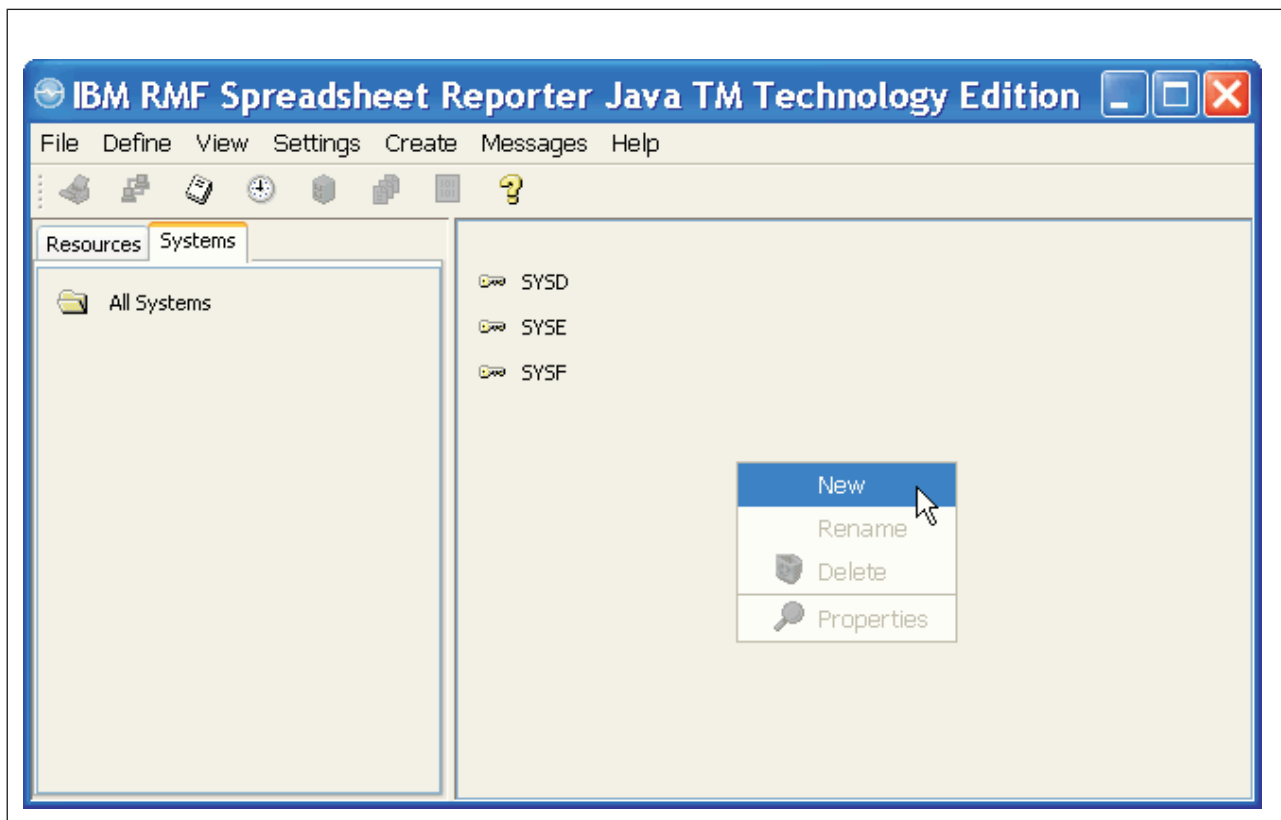 IBM RMF Spreadsheet Reporter Java TM Technology Edition
File Define View Settings Create Messages Help
Resources Systems
All Systems
SYSD
SYSE
SYSF
New
Rename
Delete
Properties